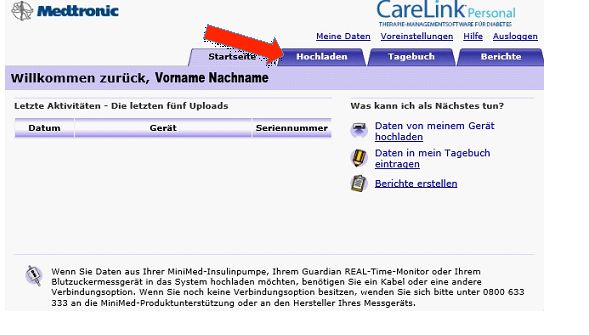 Medtronic
CareLink Personal
THERAPIE-MANAGEMENTSOFTWARE FÜR DIABETES
Meine Daten Voreinstellungen Hilfe Ausloggen
Startseite Hochladen Tagebuch Berichte
Willkommen zurück, Vorname Nachname
Letzte Aktivitäten - Die letzten fünf Uploads
Datum Gerät Seriennummer
Was kann ich als Nächstes tun?
Daten von meinem Gerät
hochladen
Daten in mein Tagebuch
eintragen
Berichte erstellen
Wenn Sie Daten aus Ihrer MiniMed-Insulinpumpe, Ihrem Guardian REAL-Time-Monitor oder Ihrem
Blutzuckermessgerät in das System hochladen möchten, benötigen Sie ein Kabel oder eine andere
Verbindungsoption. Wenn Sie noch keine Verbindungsoption besitzen, wenden Sie sich bitte unter 0800 633
333 an die MiniMed-Produktunterstützung oder an den Hersteller Ihres Messgeräts.